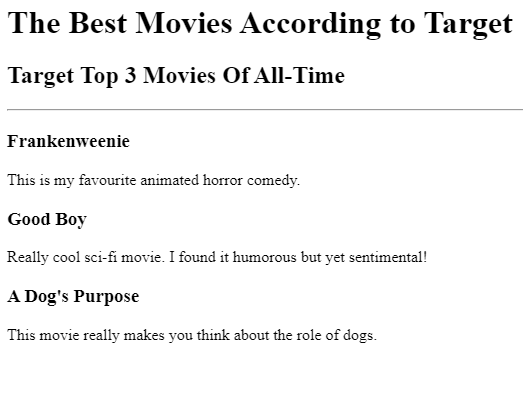 The Best Movies According to Target
Target Top 3 Movies Of All-Time
Frankenweenie
This is my favourite animated horror comedy.
Good Boy
Really cool sci-fi movie. I found it humorous but yet sentimental!
A Dog's Purpose
This movie really makes you think about the role of dogs.